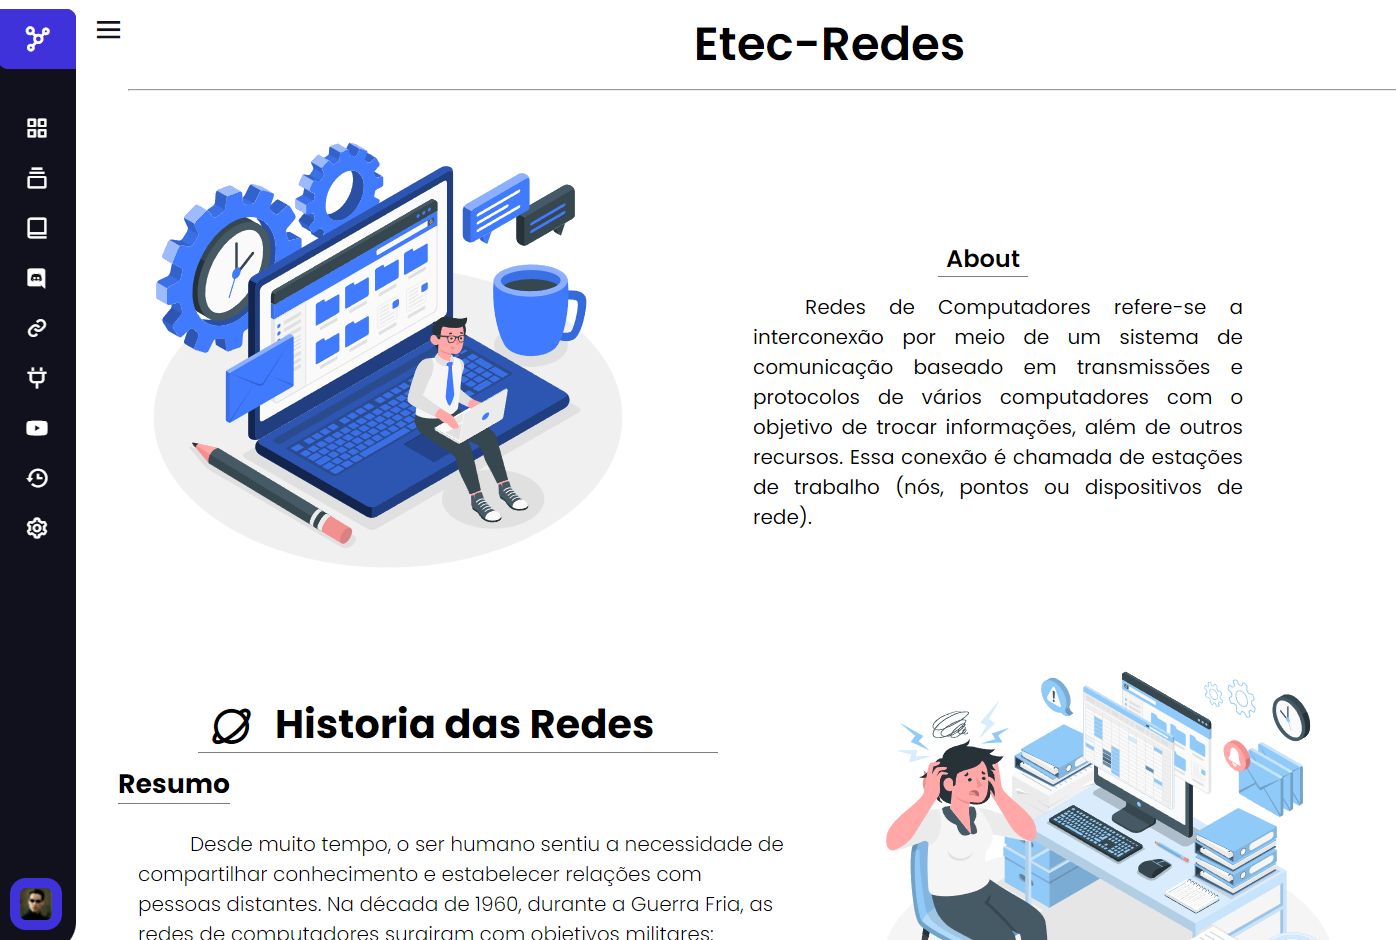 Etec-Redes
About
Redes de Computadores refere-se a
interconexão por meio de um sistema de
comunicação baseado em transmissões e
protocolos de vários computadores com o
objetivo de trocar informações, além de outros
recursos. Essa conexão é chamada de estações
de trabalho (nós, pontos ou dispositivos de
rede).
Historia das Redes
Resumo
Desde muito tempo, o ser humano sentiu a necessidade de
compartilhar conhecimento e estabelecer relações com
pessoas distantes. Na década de 1960, durante a Guerra Fria, as
redes de computadores surgiram com objetivos militares: